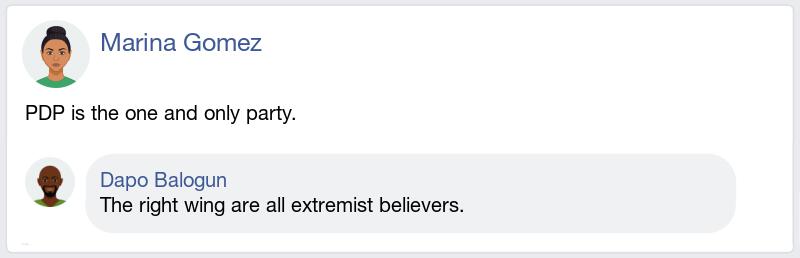 Marina Gomez
PDP is the one and only party.
Dapo Balogun
The right wing are all extremist believers.